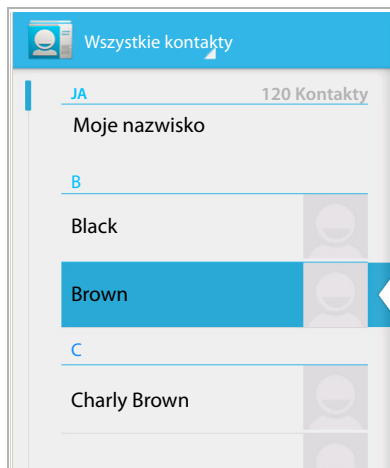 Wszystkie kontakty
JA 120 Kontakty
Moje nazwisko
B
Black
Brown
C
Charly Brown